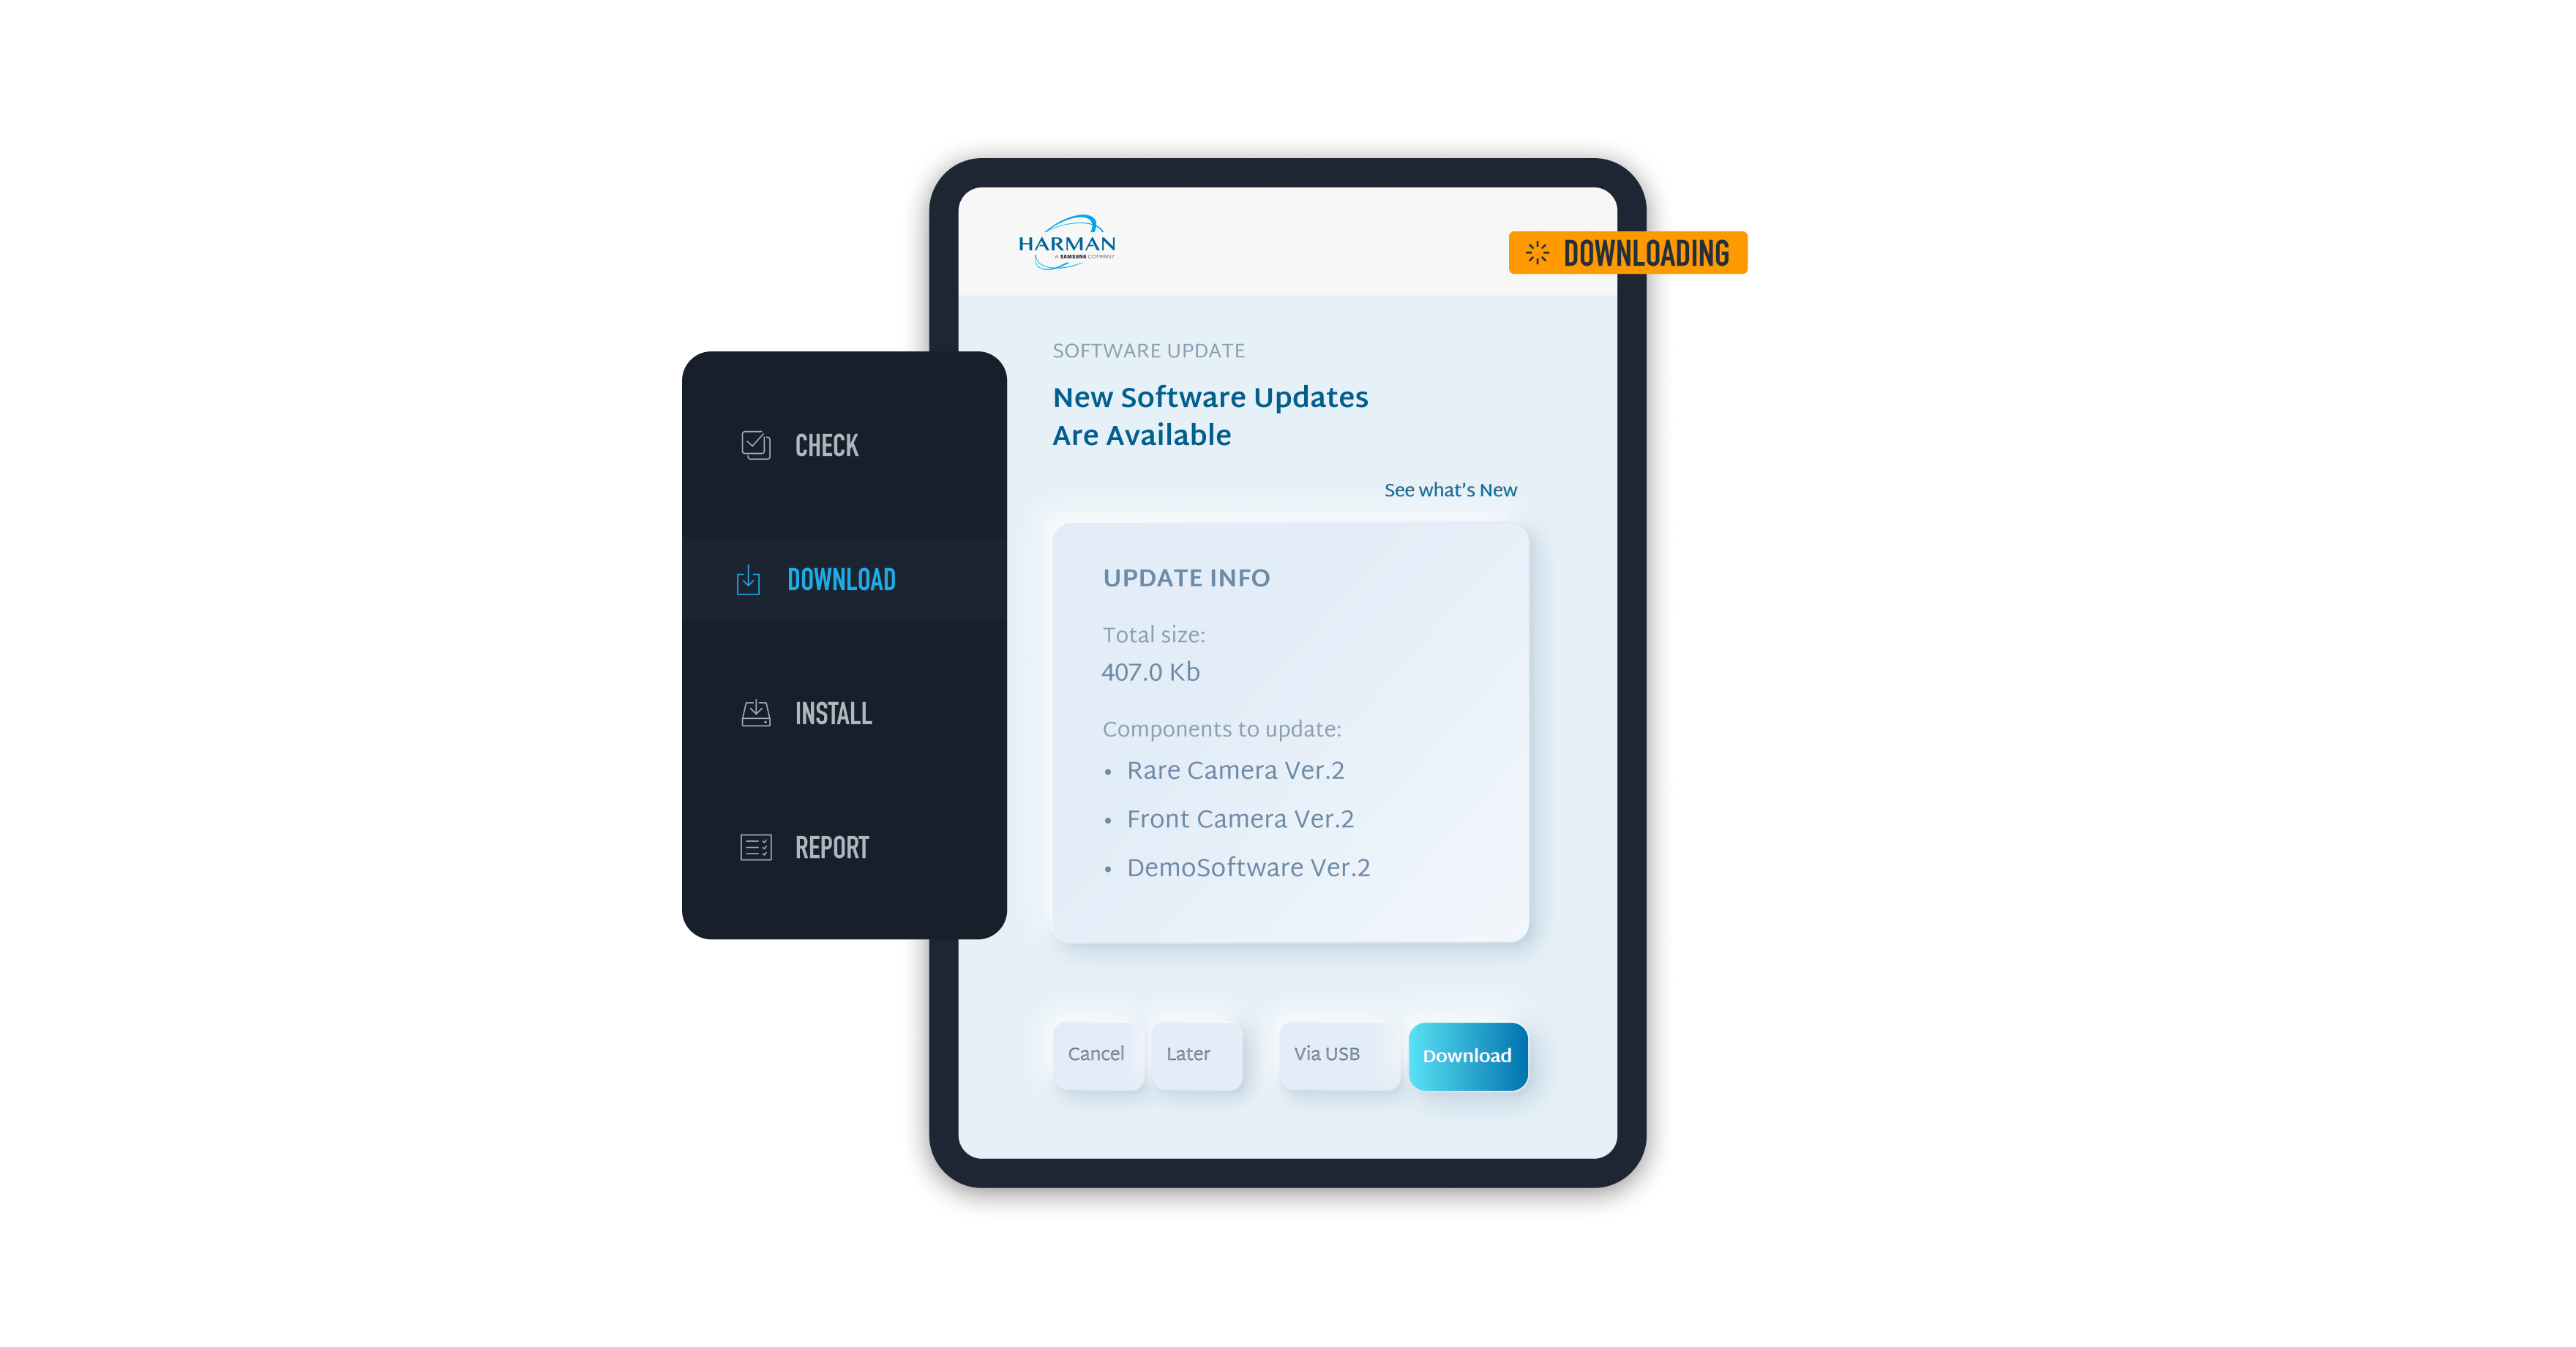 HARMAN
A SAMSUNG COMPANY
DOWNLOADING
CHECK
DOWNLOAD
INSTALL
REPORT
SOFTWARE UPDATE
New Software Updates
Are Available
See what’s New
UPDATE INFO
Total size:
407.0 Kb
Components to update:
• Rare Camera Ver.2
• Front Camera Ver.2
• DemoSoftware Ver.2
Cancel
Later
Via USB
Download